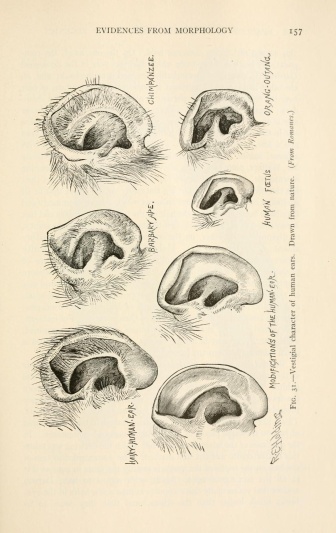 EVIDENCES FROM MORPHOLOGY
157
CHIMPANZEE.
ORANG-OUTANG.
BARBARY APE.
HUMAN FŒTUS
HAIRY-HUMAN-EAR.
MODIFICATIONS OF THE HUMAN-EAR.
FIG. 31.—Vestigial character of human ears. Drawn from nature. (From Romanes.)